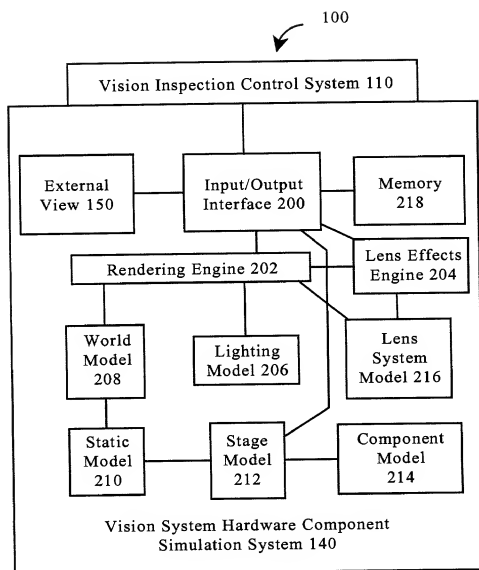 100
Vision Inspection Control System 110
External
View 150
Input/Output
Interface 200
Memory
218
Rendering Engine 202
Lens Effects
Engine 204
World
Model
208
Lighting
Model 206
Lens
System
Model 216
Static
Model
210
Stage
Model
212
Component
Model
214
Vision System Hardware Component
Simulation System 140